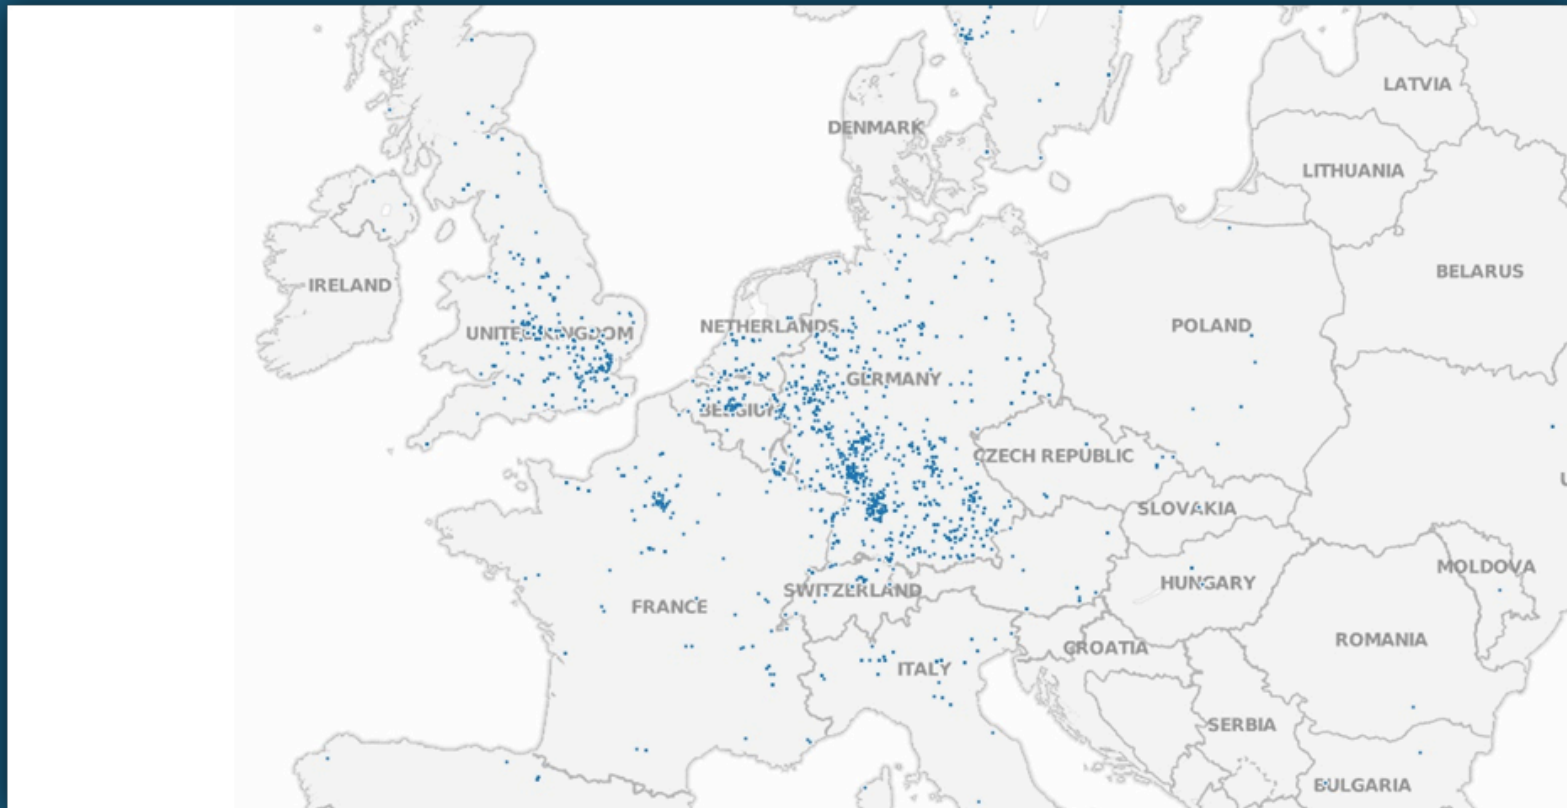 LATVIA
DENMARK
LITHUANIA
BELARUS
IRELAND
UNITED KINGDOM
NETHERLANDS
POLAND
GERMANY
BELGIUM
CZECH REPUBLIC
SLOVAKIA
MOLDOVA
HUNGARY
SWITZERLAND
FRANCE
ROMANIA
CROATIA
ITALY
SERBIA
BULGARIA